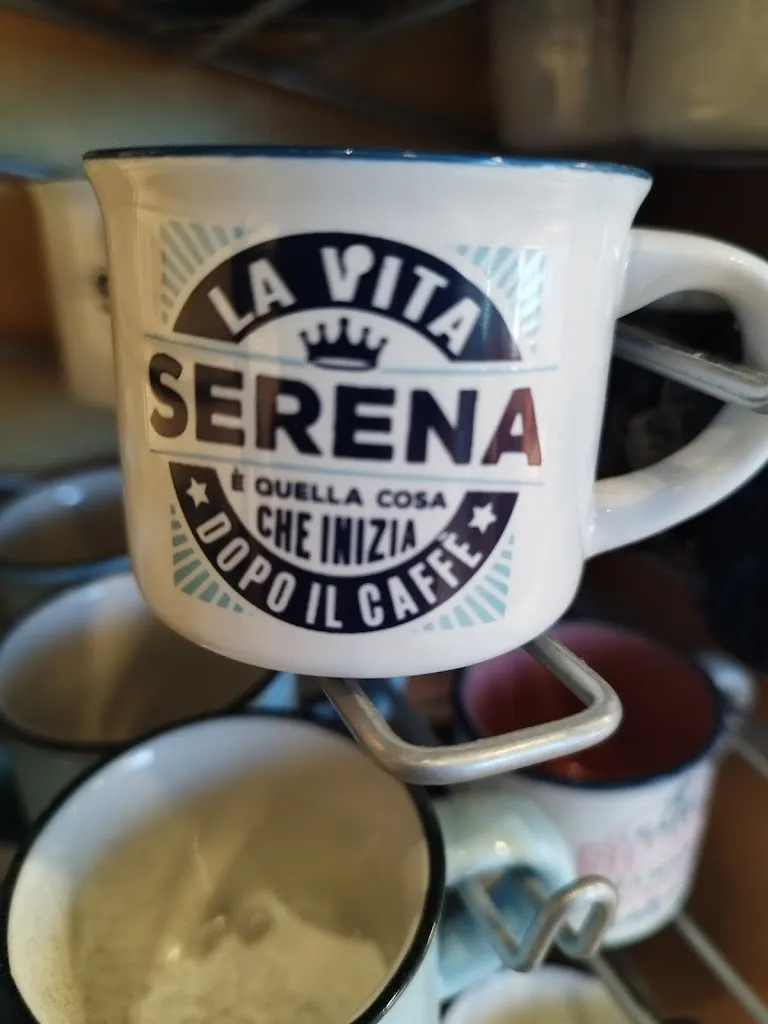 LA VITA
SERENA
È QUELLA COSA
CHE INIZIA
DOPO IL CAFFÈ